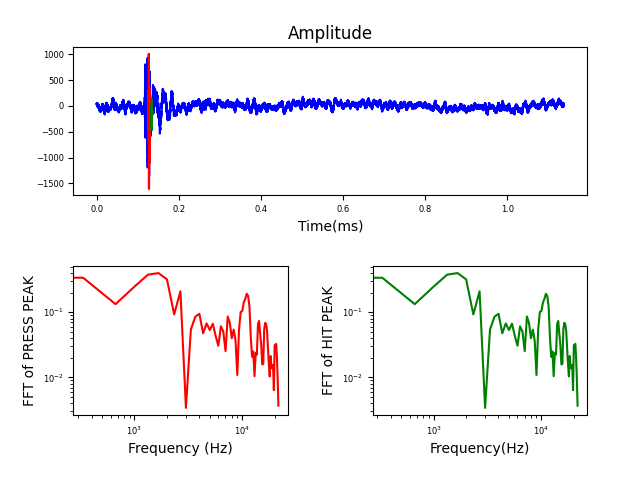 Amplitude
1000
500
0
−500
−1000
−1500
0.0 0.2 0.4 0.6 0.8 1.0
Time(ms)
FFT of PRESS PEAK
10⁻¹
10⁻²
10³ 10⁴
Frequency (Hz)
FFT of HIT PEAK
10⁻¹
10⁻²
10³ 10⁴
Frequency(Hz)